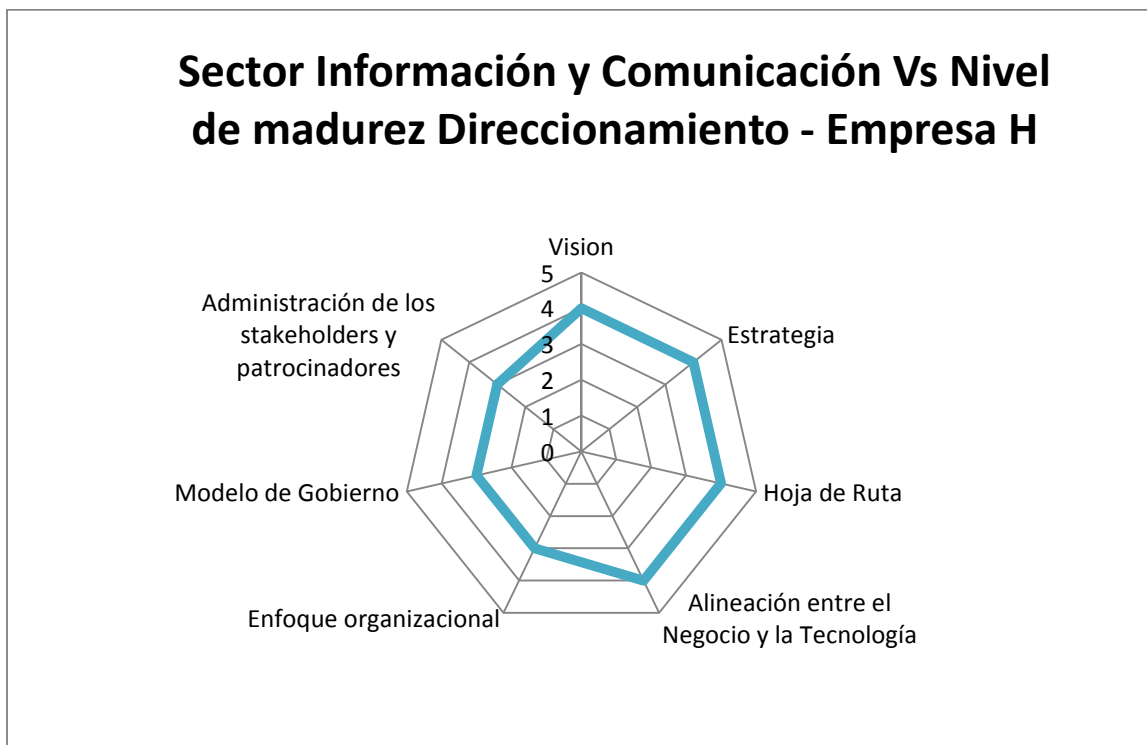 Sector Información y Comunicación Vs Nivel
de madurez Direccionamiento - Empresa H
Vision
5
4
3
2
1
0
Estrategia
Hoja de Ruta
Alineación entre el
Negocio y la Tecnología
Enfoque organizacional
Modelo de Gobierno
Administración de los
stakeholders y
patrocinadores